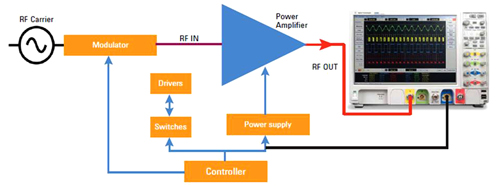 RF Carrier
Modulator
RF IN
Power
Amplifier
RF OUT
Drivers
Switches
Power supply
Controller